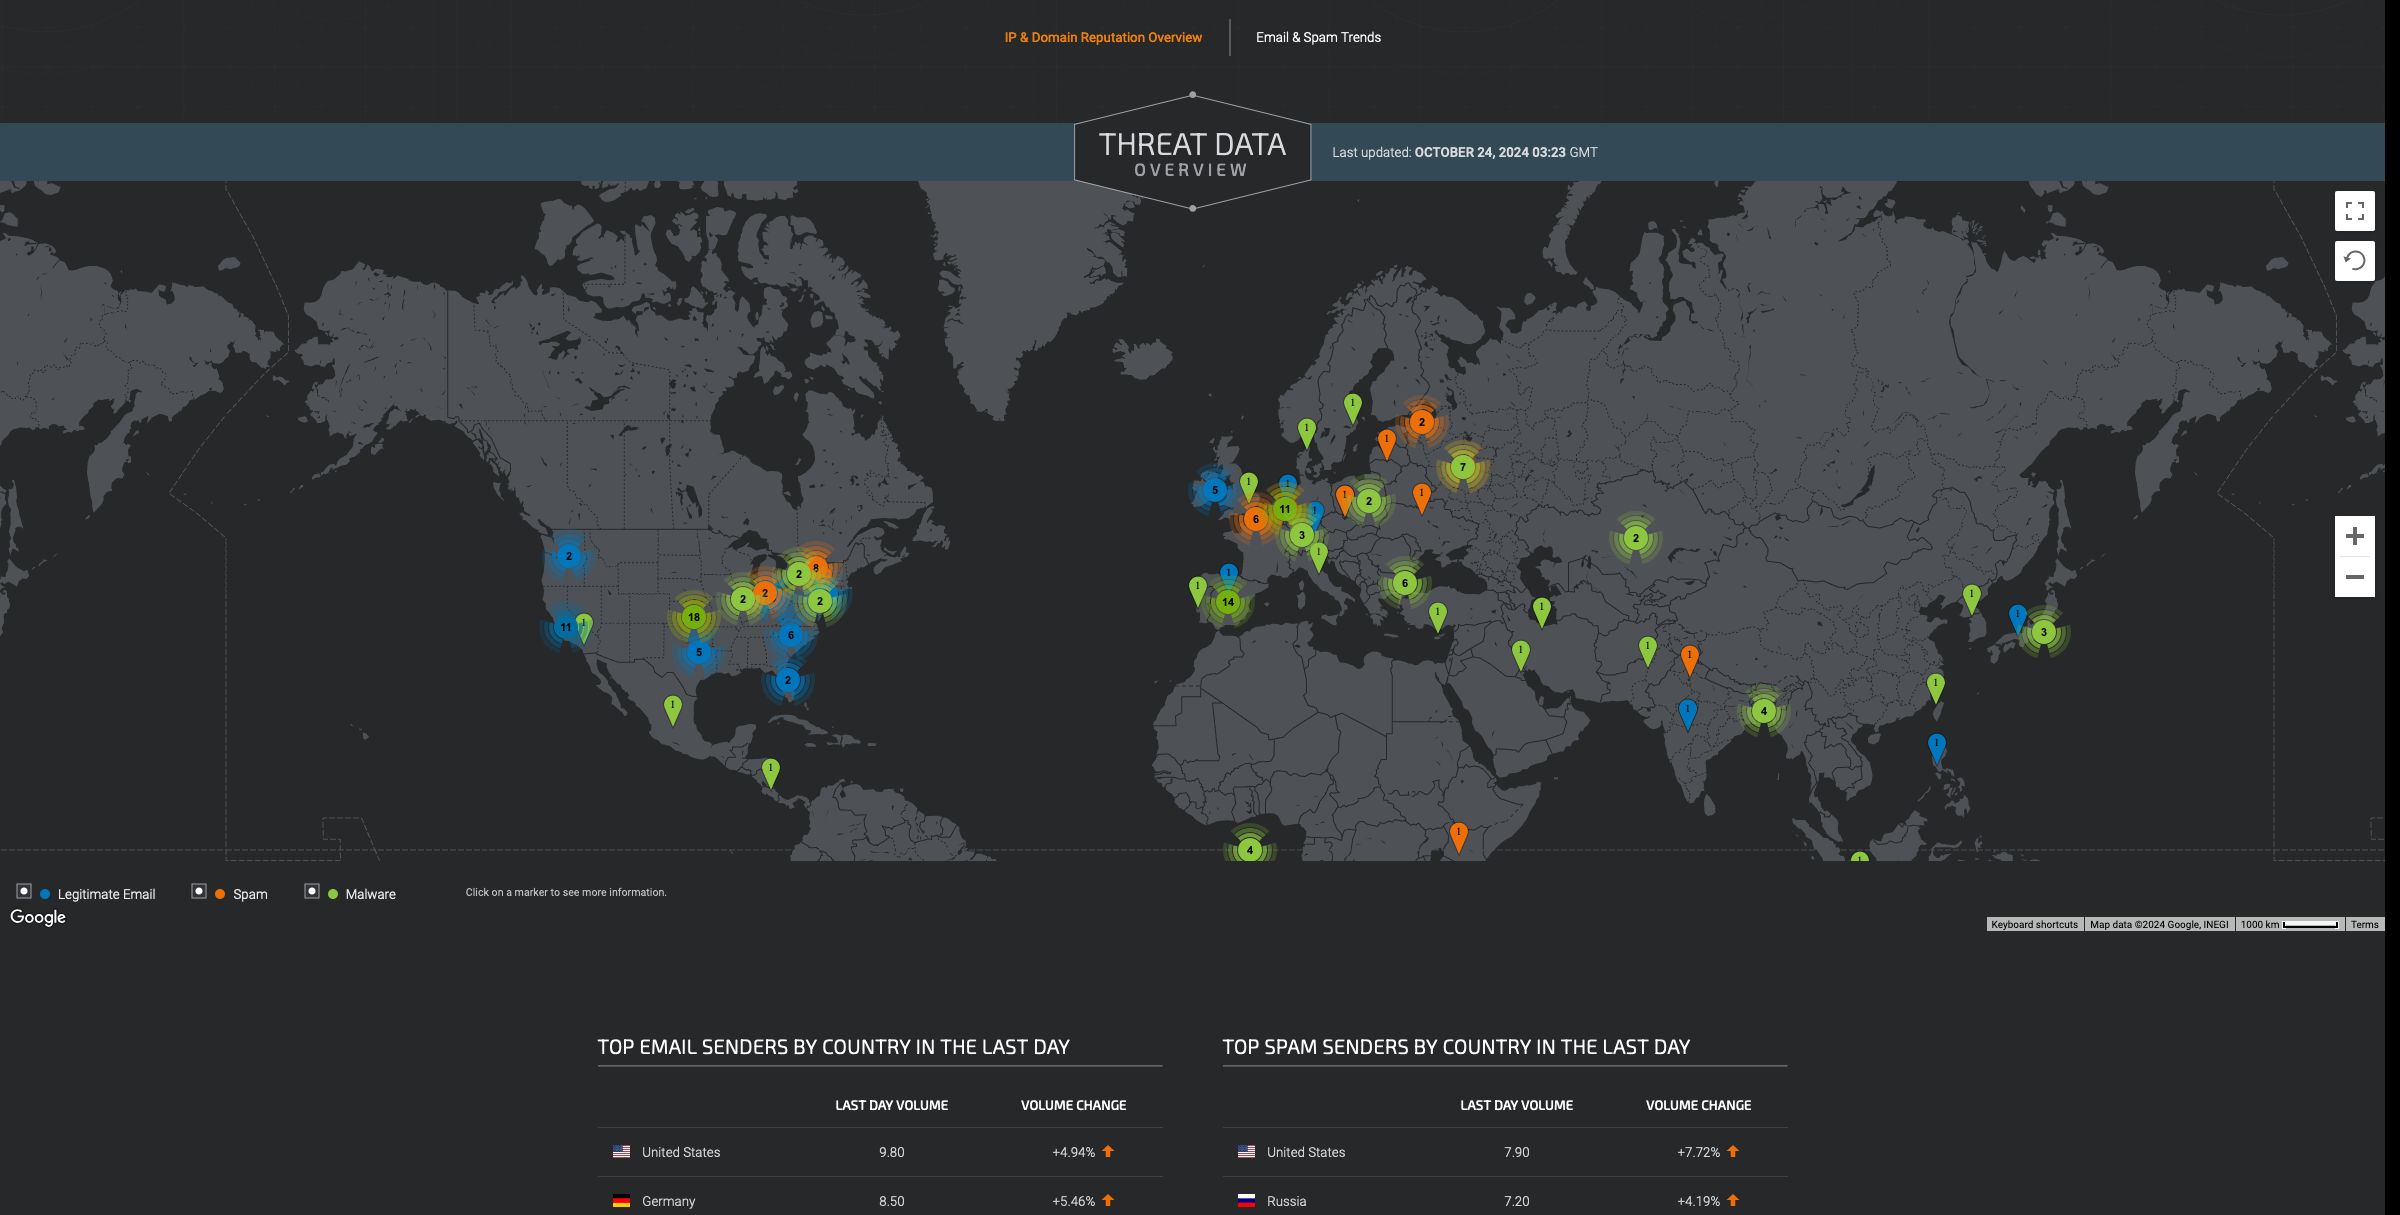 IP & Domain Reputation Overview
Email & Spam Trends
THREAT DATA
OVERVIEW
Last updated: OCTOBER 24, 2024 03:23 GMT
1
2
1
1
7
1
1
5
1
1
2
6
11
1
3
1
2
2
2
8
2
2
2
1
1
14
6
1
1
18
11
1
6
5
2
1
1
1
1
1
1
1
3
1
1
4
1
1
1
1
4
1
Legitimate Email
Spam
Malware
Click on a marker to see more information.
Google
Keyboard shortcuts
Map data ©2024 Google, INEGI
1000 km
Terms
TOP EMAIL SENDERS BY COUNTRY IN THE LAST DAY
LAST DAY VOLUME VOLUME CHANGE
United States 9.80 +4.94%
Germany 8.50 +5.46%
TOP SPAM SENDERS BY COUNTRY IN THE LAST DAY
LAST DAY VOLUME VOLUME CHANGE
United States 7.90 +7.72%
Russia 7.20 +4.19%